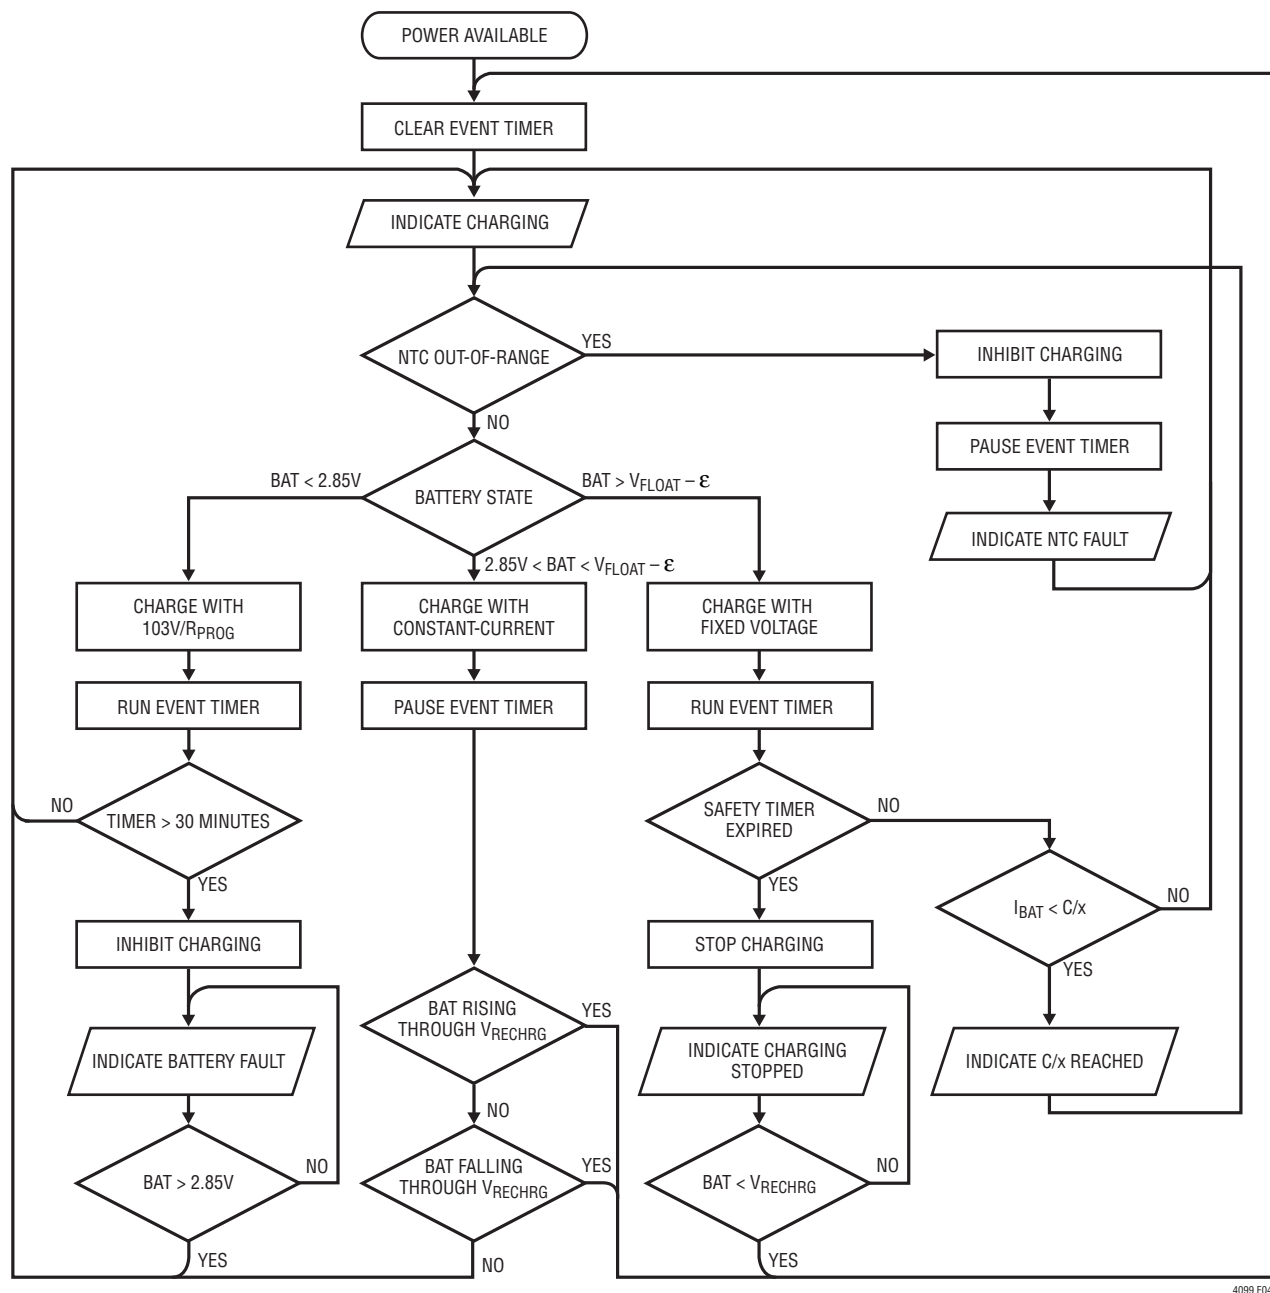 POWER AVAILABLE
CLEAR EVENT TIMER
INDICATE CHARGING
NTC OUT-OF-RANGE
YES
NO
INHIBIT CHARGING
PAUSE EVENT TIMER
INDICATE NTC FAULT
BATTERY STATE
BAT < 2.85V
BAT > VFLOAT – ε
2.85V < BAT < VFLOAT – ε
CHARGE WITH
103V/RPROG
RUN EVENT TIMER
TIMER > 30 MINUTES
NO
YES
INHIBIT CHARGING
INDICATE BATTERY FAULT
BAT > 2.85V
NO
YES
CHARGE WITH
CONSTANT-CURRENT
PAUSE EVENT TIMER
BAT RISING
THROUGH VRECHRG
YES
NO
BAT FALLING
THROUGH VRECHRG
YES
NO
CHARGE WITH
FIXED VOLTAGE
RUN EVENT TIMER
SAFETY TIMER
EXPIRED
NO
YES
STOP CHARGING
INDICATE CHARGING
STOPPED
BAT < VRECHRG
NO
YES
IBAT < C/x
NO
YES
INDICATE C/x REACHED
4099 F04